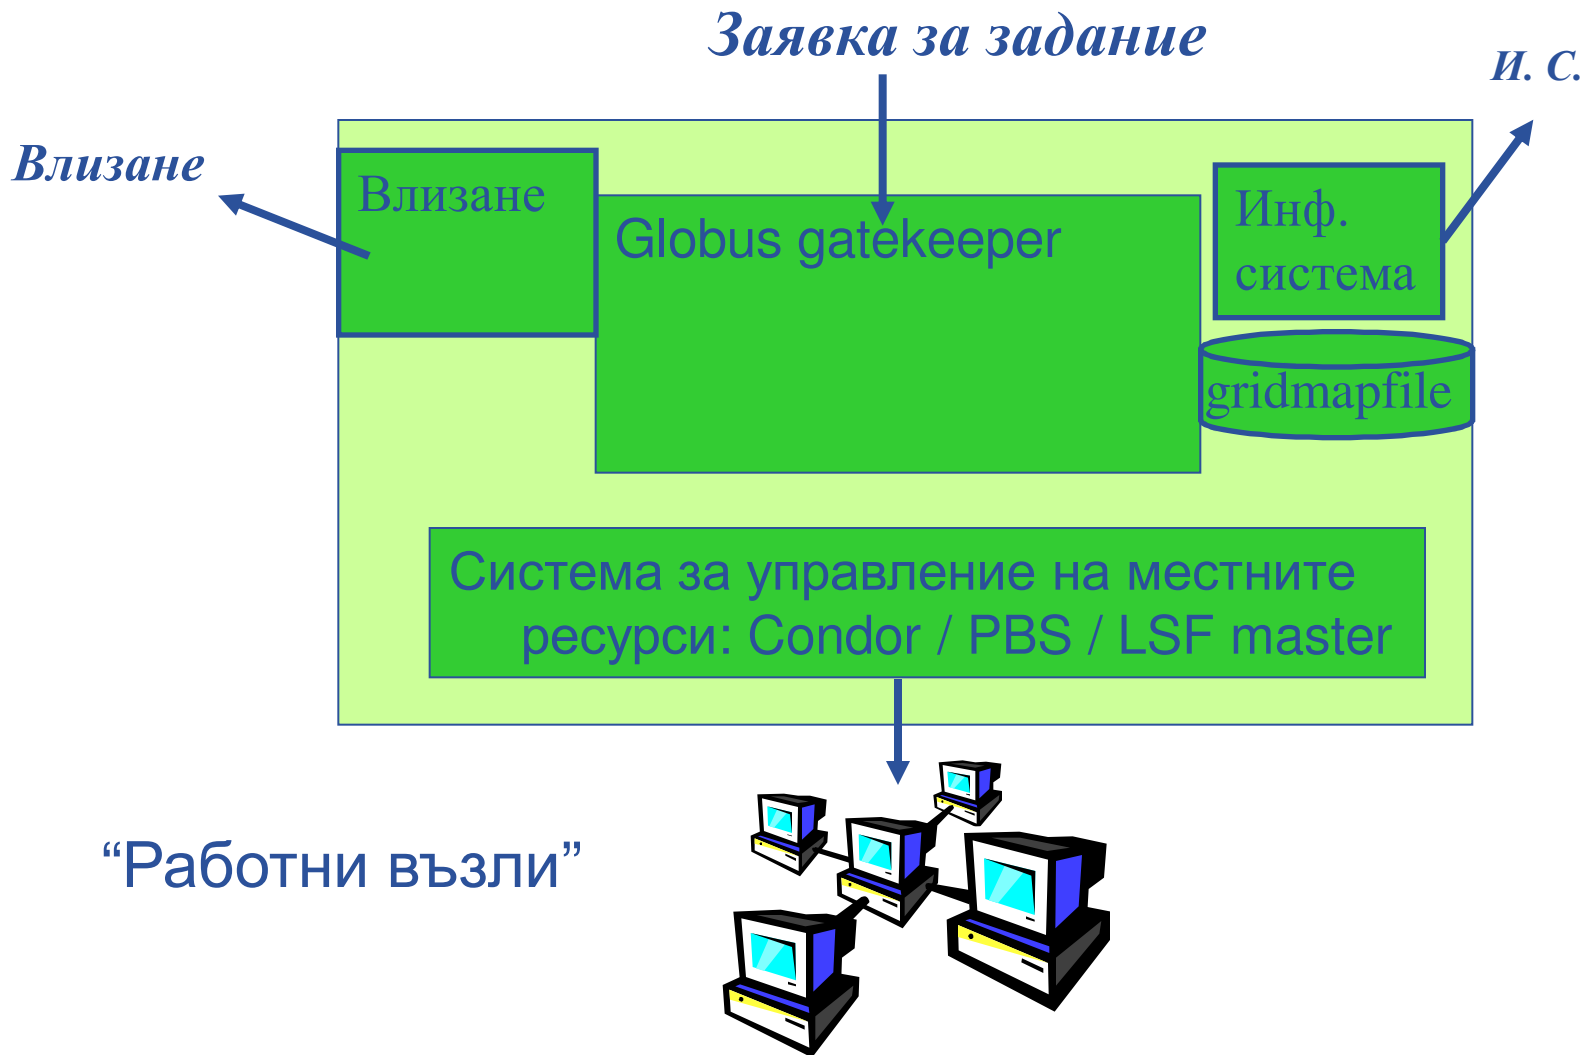 Заявка за задание
И. С.
Влизане
Влизане
Globus gatekeeper
Инф.
система
gridmapfile
Система за управление на местните
ресурси: Condor / PBS / LSF master
“Работни възли”